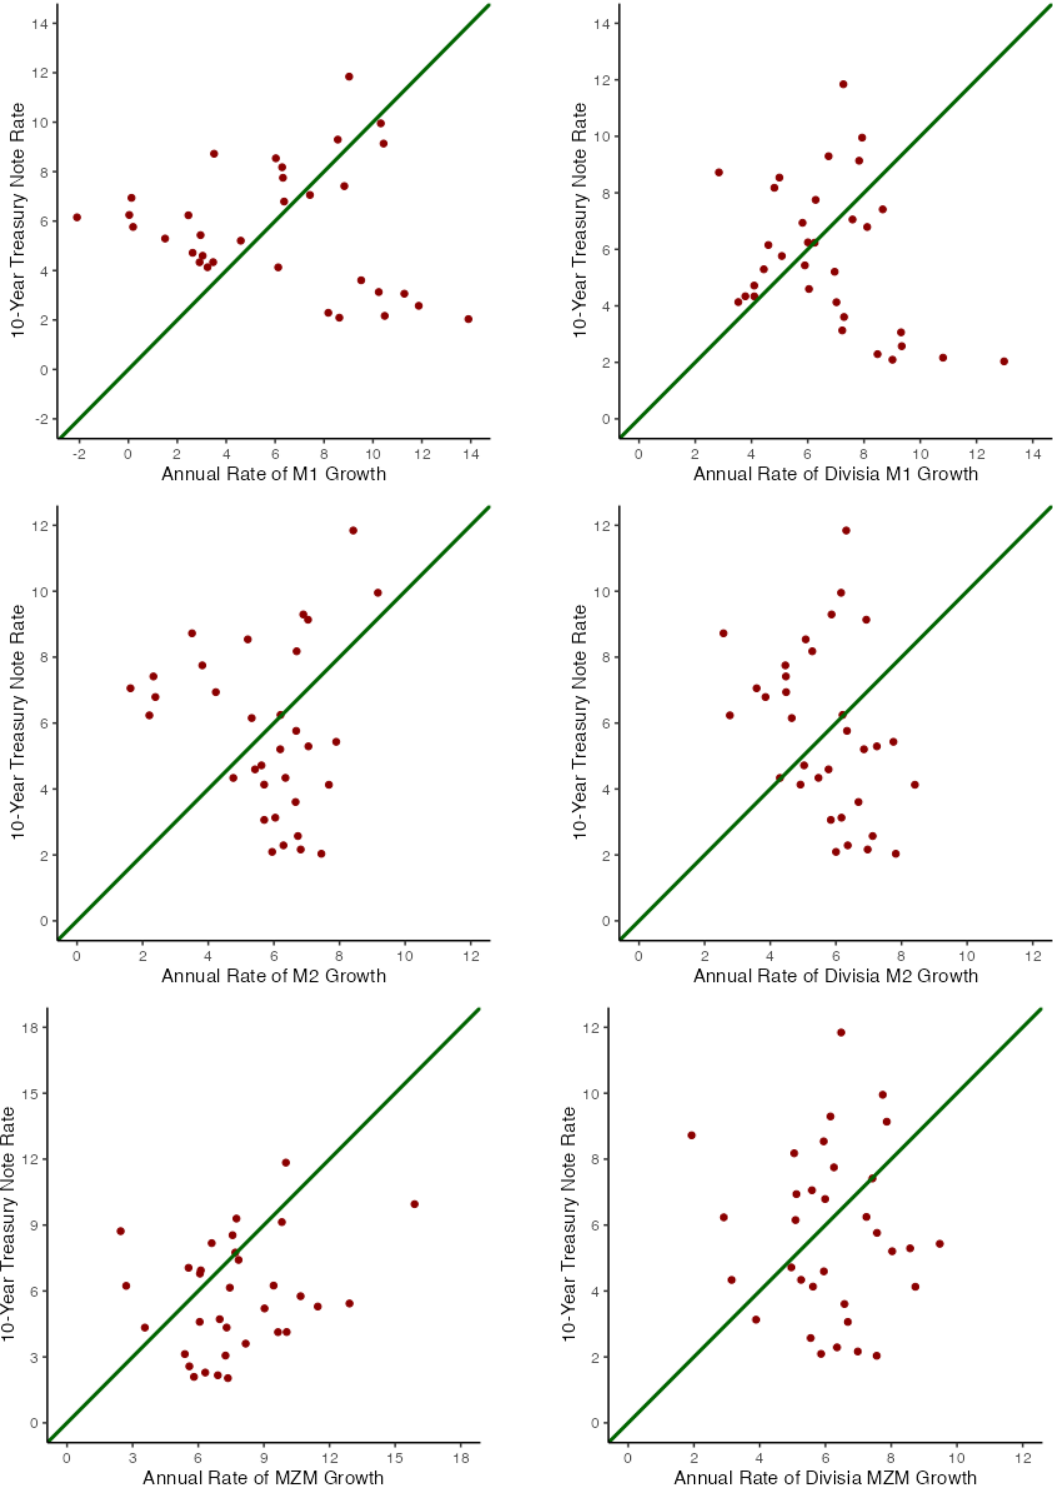 14
12
10
8
6
4
2
0
-2
10-Year Treasury Note Rate
-2 0 2 4 6 8 10 12 14
Annual Rate of M1 Growth
14
12
10
8
6
4
2
0
10-Year Treasury Note Rate
0 2 4 6 8 10 12 14
Annual Rate of Divisia M1 Growth
12
10
8
6
4
2
0
10-Year Treasury Note Rate
0 2 4 6 8 10 12
Annual Rate of M2 Growth
12
10
8
6
4
2
0
10-Year Treasury Note Rate
0 2 4 6 8 10 12
Annual Rate of Divisia M2 Growth
18
15
12
9
6
3
0
10-Year Treasury Note Rate
0 3 6 9 12 15 18
Annual Rate of MZM Growth
12
10
8
6
4
2
0
10-Year Treasury Note Rate
0 2 4 6 8 10 12
Annual Rate of Divisia MZM Growth